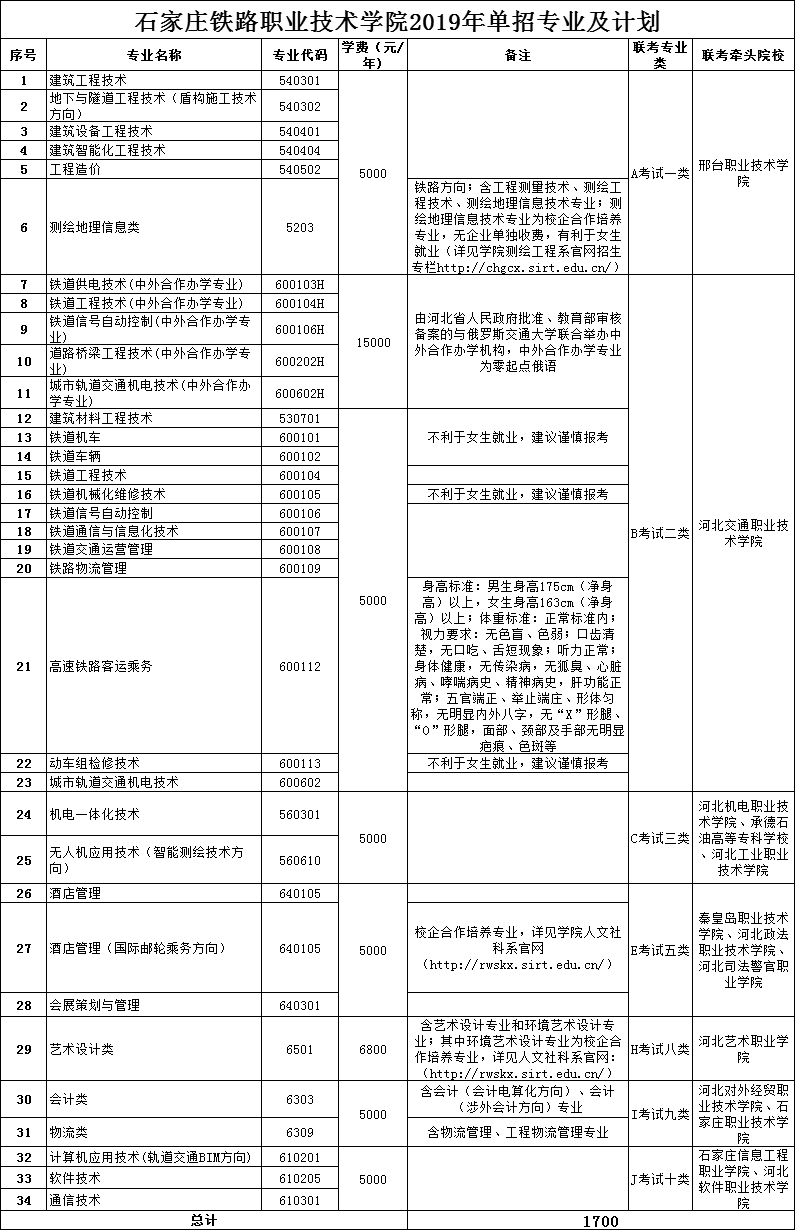 石家庄铁路职业技术学院2019年单招专业及计划
序号 专业名称 专业代码 学费（元/年） 备注 联考专业类 联考牵头院校
1 建筑工程技术 540301
2 地下与隧道工程技术（盾构施工技术
方向） 540302
3 建筑设备工程技术 540401
4 建筑智能化工程技术 540404
5 工程造价 540502
5000
A考试一类
邢台职业技术学
院
6 测绘地理信息类 5203
铁路方向；含工程测量技术、测绘工
程技术、测绘地理信息技术专业；测
绘地理信息技术专业为校企合作培养
专业，无企业单独收费，有利于女生
就业（详见学院测绘工程系官网招生
专栏http://chgcx.sirt.edu.cn/）
7 铁道供电技术(中外合作办学专业) 600103H
8 铁道工程技术(中外合作办学专业) 600104H
9 铁道信号自动控制(中外合作办学专
业) 600106H
10 道路桥梁工程技术(中外合作办学专
业) 600202H
11 城市轨道交通机电技术(中外合作办
学专业) 600602H
15000
由河北省人民政府批准、教育部审核
备案的与俄罗斯交通大学联合举办中
外合作办学机构，中外合作办学专业
为零起点俄语
12 建筑材料工程技术 530701
13 铁道机车 600101 不利于女生就业，建议谨慎报考
14 铁道车辆 600102
15 铁道工程技术 600104
16 铁道机械化维修技术 600105 不利于女生就业，建议谨慎报考
17 铁道信号自动控制 600106
18 铁道通信与信息化技术 600107
19 铁道交通运营管理 600108
20 铁路物流管理 600109
B考试二类
河北交通职业技
术学院
5000
21 高速铁路客运乘务 600112
身高标准：男生身高175cm（净身
高）以上，女生身高163cm（净身
高）以上；体重标准：正常标准内；
视力要求：无色盲、色弱；口齿清
楚，无口吃、舌短现象；听力正常；
身体健康，无传染病，无狐臭、心脏
病、哮喘病史、精神病史，肝功能正
常；五官端正、举止端庄、形体匀
称，无明显内外八字，无“X”形腿、
“O”形腿，面部、颈部及手部无明显
疤痕、色斑等
22 动车组检修技术 600113 不利于女生就业，建议谨慎报考
23 城市轨道交通机电技术 600602
24 机电一体化技术 560301
25 无人机应用技术（智能测绘技术方
向） 560610
5000
C考试三类
河北机电职业技
术学院、承德石
油高等专科学校
、河北工业职业
技术学院
26 酒店管理 640105
27 酒店管理（国际邮轮乘务方向） 640105
5000
校企合作培养专业，详见学院人文社
科系官网
（http://rwskx.sirt.edu.cn/）
E考试五类
秦皇岛职业技术
学院、河北政法
职业技术学院、
河北司法警官职
业学院
28 会展策划与管理 640301
29 艺术设计类 6501 6800
含艺术设计专业和环境艺术设计专
业；其中环境艺术设计专业为校企合
作培养专业，详见人文社科系官网：
（http://rwskx.sirt.edu.cn/）
H考试八类
河北艺术职业学
院
30 会计类 6303
含会计（会计电算化方向）、会计
（涉外会计方向）专业
31 物流类 6309 含物流管理、工程物流管理专业
5000
I考试九类
河北对外经贸职
业技术学院、石
家庄职业技术学
院
32 计算机应用技术(轨道交通BIM方向) 610201
33 软件技术 610205
34 通信技术 610301
5000
J考试十类
石家庄信息工程
职业学院、河北
软件职业技术学
院
总计 1700